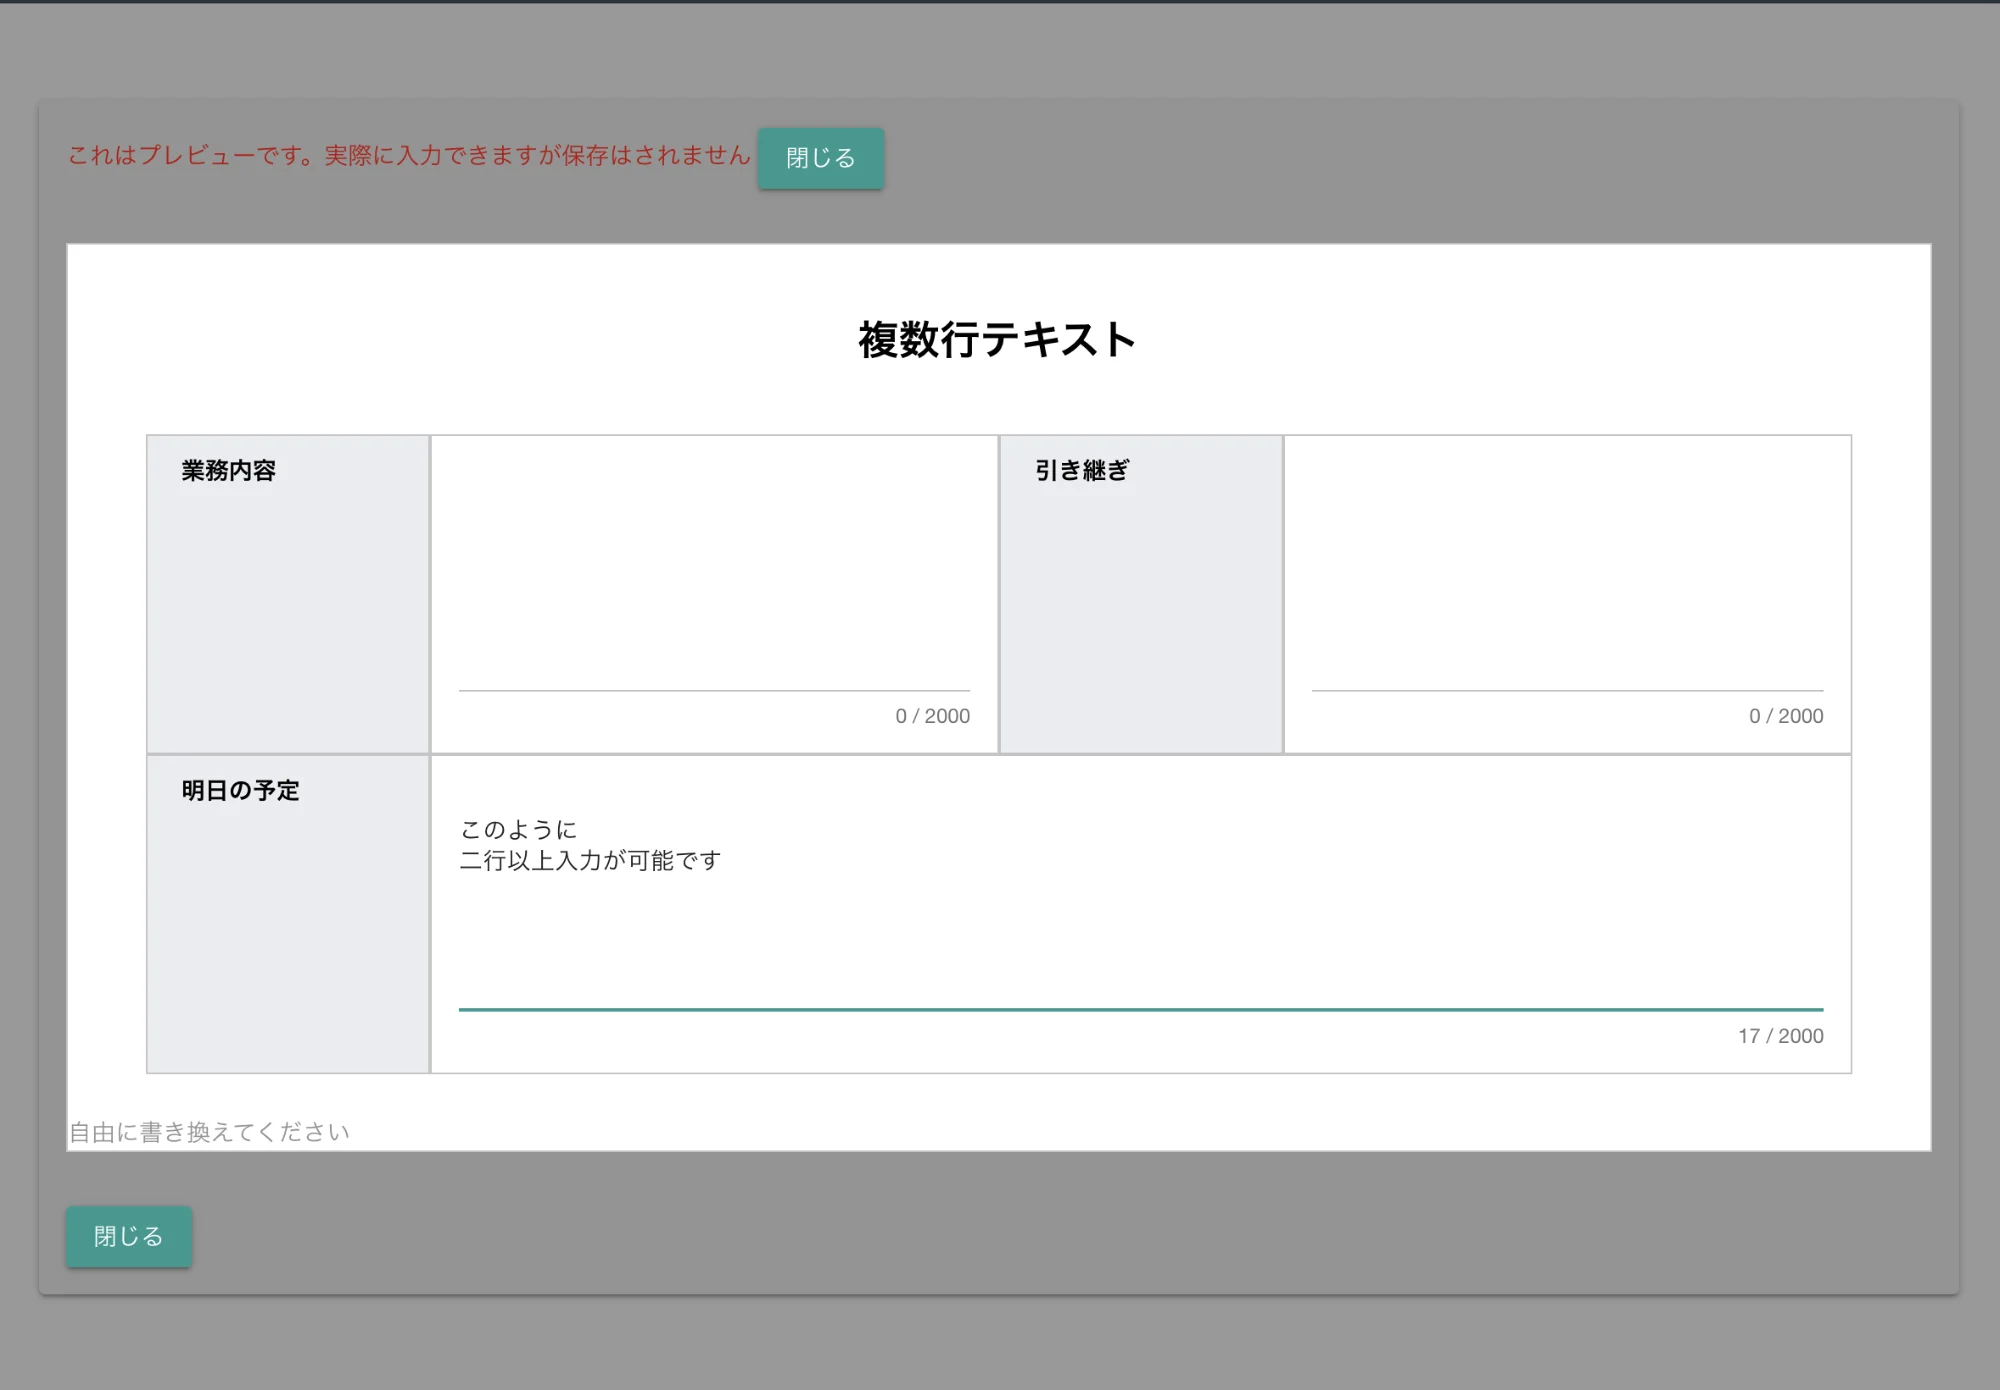 これはプレビューです。実際に入力できますが保存はされません 閉じる
複数行テキスト
業務内容
0 / 2000
引き継ぎ
0 / 2000
明日の予定
このように
二行以上入力が可能です
17 / 2000
自由に書き換えてください
閉じる